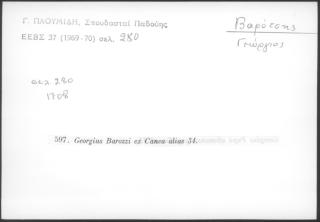 Γ. ΠΛΟΥΜΙΔΗ, Σπουδασταί Παδούης
ΕΕΒΣ 37 (1969-70) σελ. 280
Βαρότσης
Γεώργιος
σελ. 280
1708
597. Georgius Barozzi ex Canea alias 34.